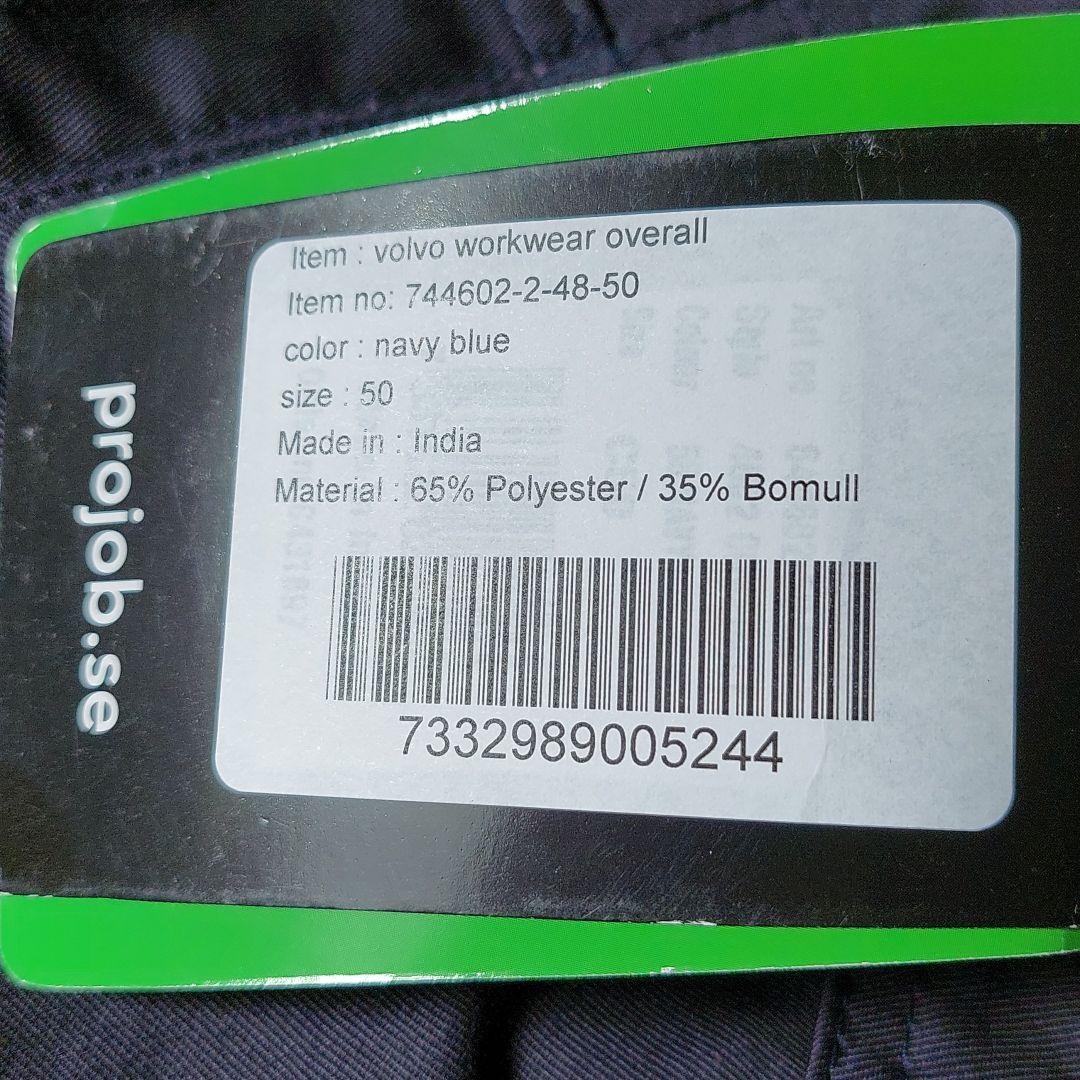 Item : volvo workwear overall
Item no: 744602-2-48-50
color : navy blue
size : 50
Made in : India
Material : 65% Polyester / 35% Bomull
7332989005244
projob.se